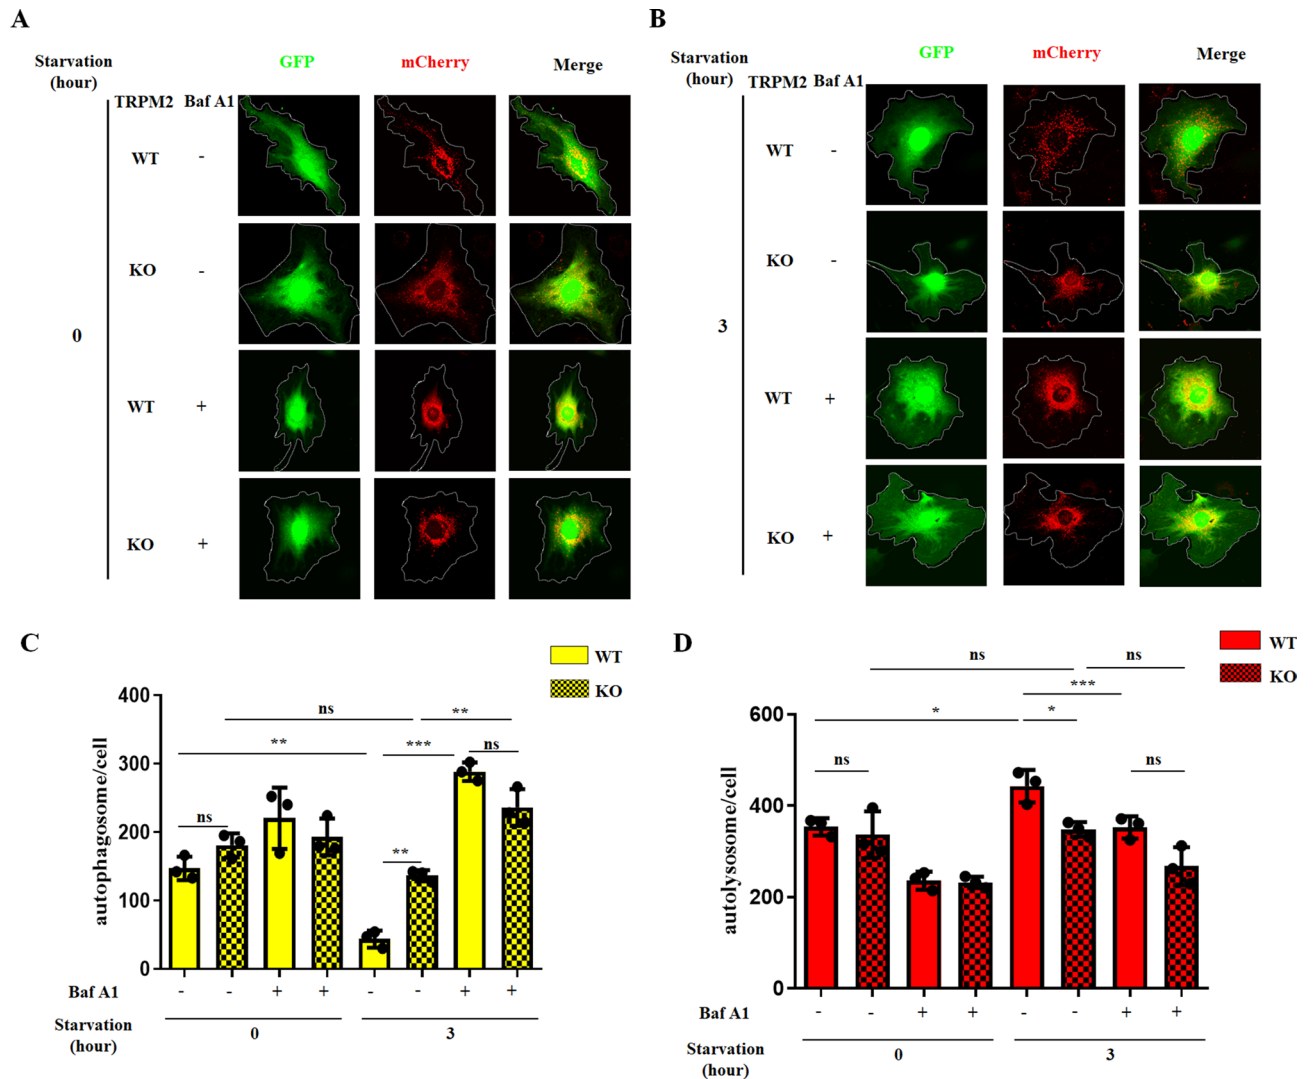 A
Starvation
(hour)
GFP
mCherry
Merge
TRPM2 Baf A1
WT -
KO -
0
WT +
KO +
B
Starvation
(hour)
GFP
mCherry
Merge
TRPM2 Baf A1
WT -
KO -
3
WT +
KO +
C
WT
KO
autophagosome/cell
400
300
200
100
0
ns
**
** *** ns
ns
**
Baf A1 - - + + - - + +
Starvation
(hour)
0 3
D
WT
KO
autolysosome/cell
600
400
200
0
ns ns
***
* *
ns ns
Baf A1 - - + + - - + +
Starvation
(hour)
0 3